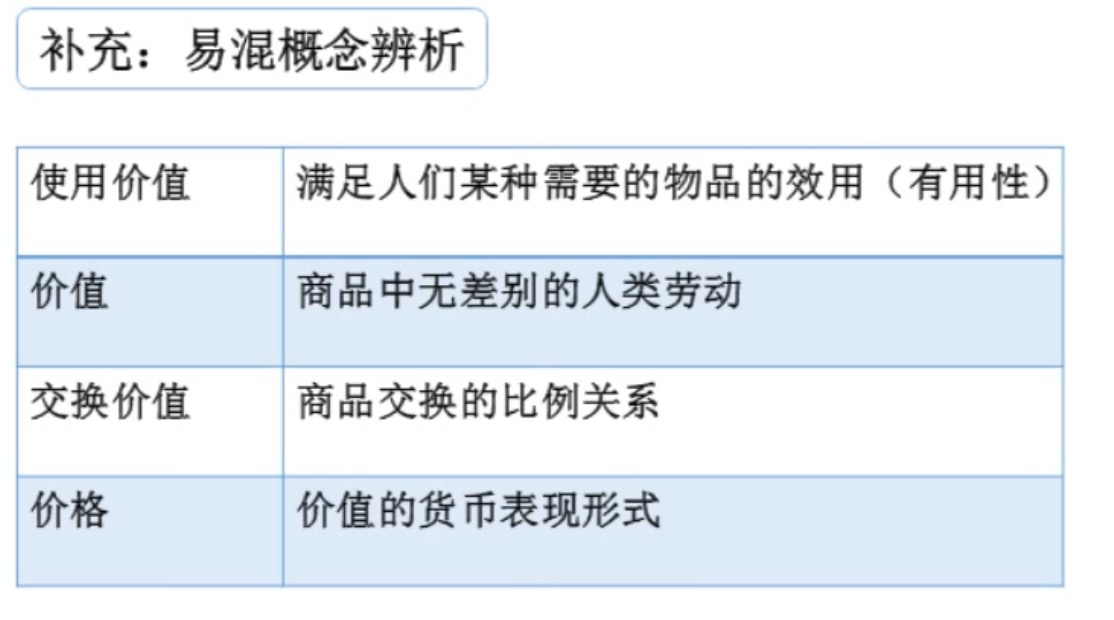 补充：易混概念辨析
使用价值 满足人们某种需要的物品的效用（有用性）
价值 商品中无差别的人类劳动
交换价值 商品交换的比例关系
价格 价值的货币表现形式